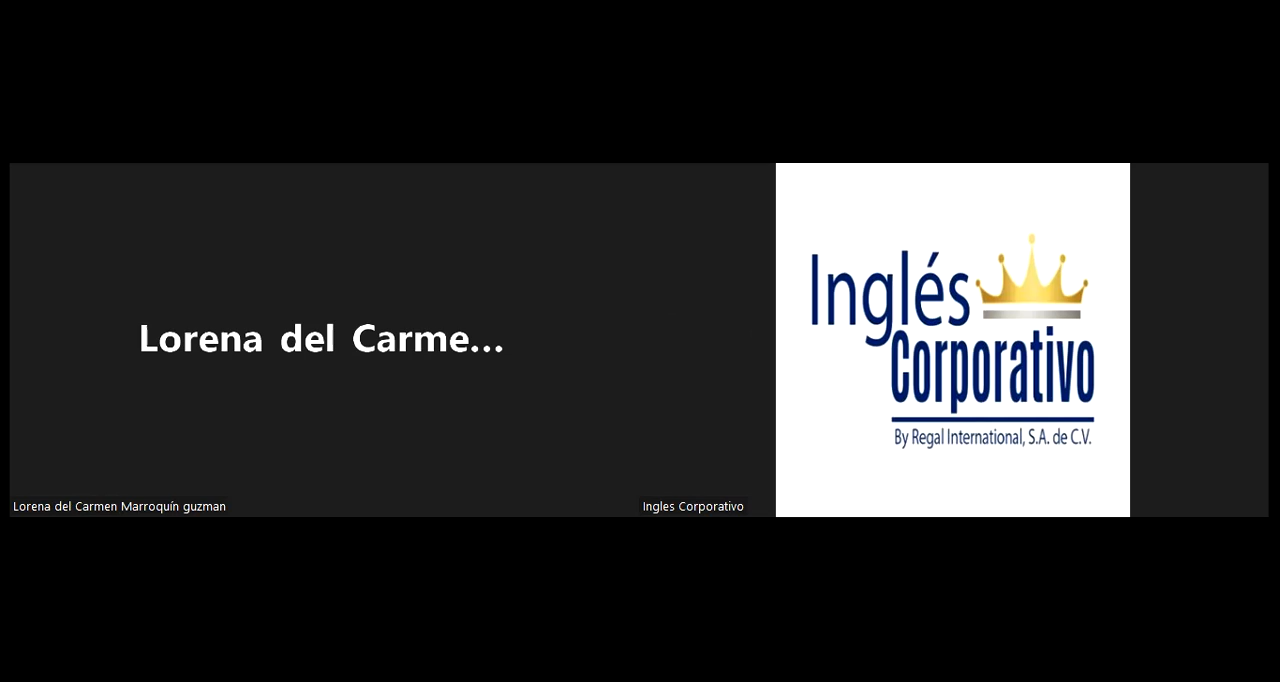 Lorena del Carme...
Lorena del Carmen Marroquín guzman
Inglés
Corporativo
By Regal International, S.A. de C.V.
Ingles Corporativo